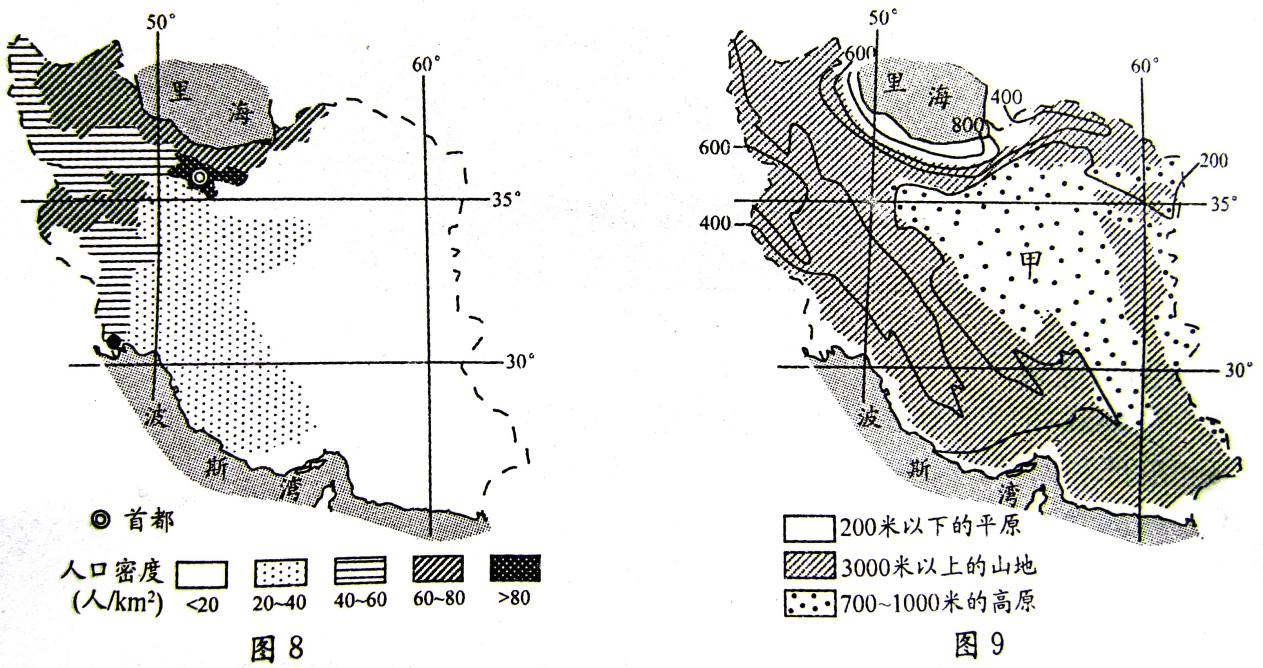 50°
60°
里海
35°
30°
波斯湾
首都
人口密度
(人/km²)
<20
20~40
40~60
60~80
>80
图 8
50°
60°
600
里海
400
800
600
200
35°
400
甲
30°
波斯湾
200米以下的平原
3000米以上的山地
700~1000米的高原
图 9